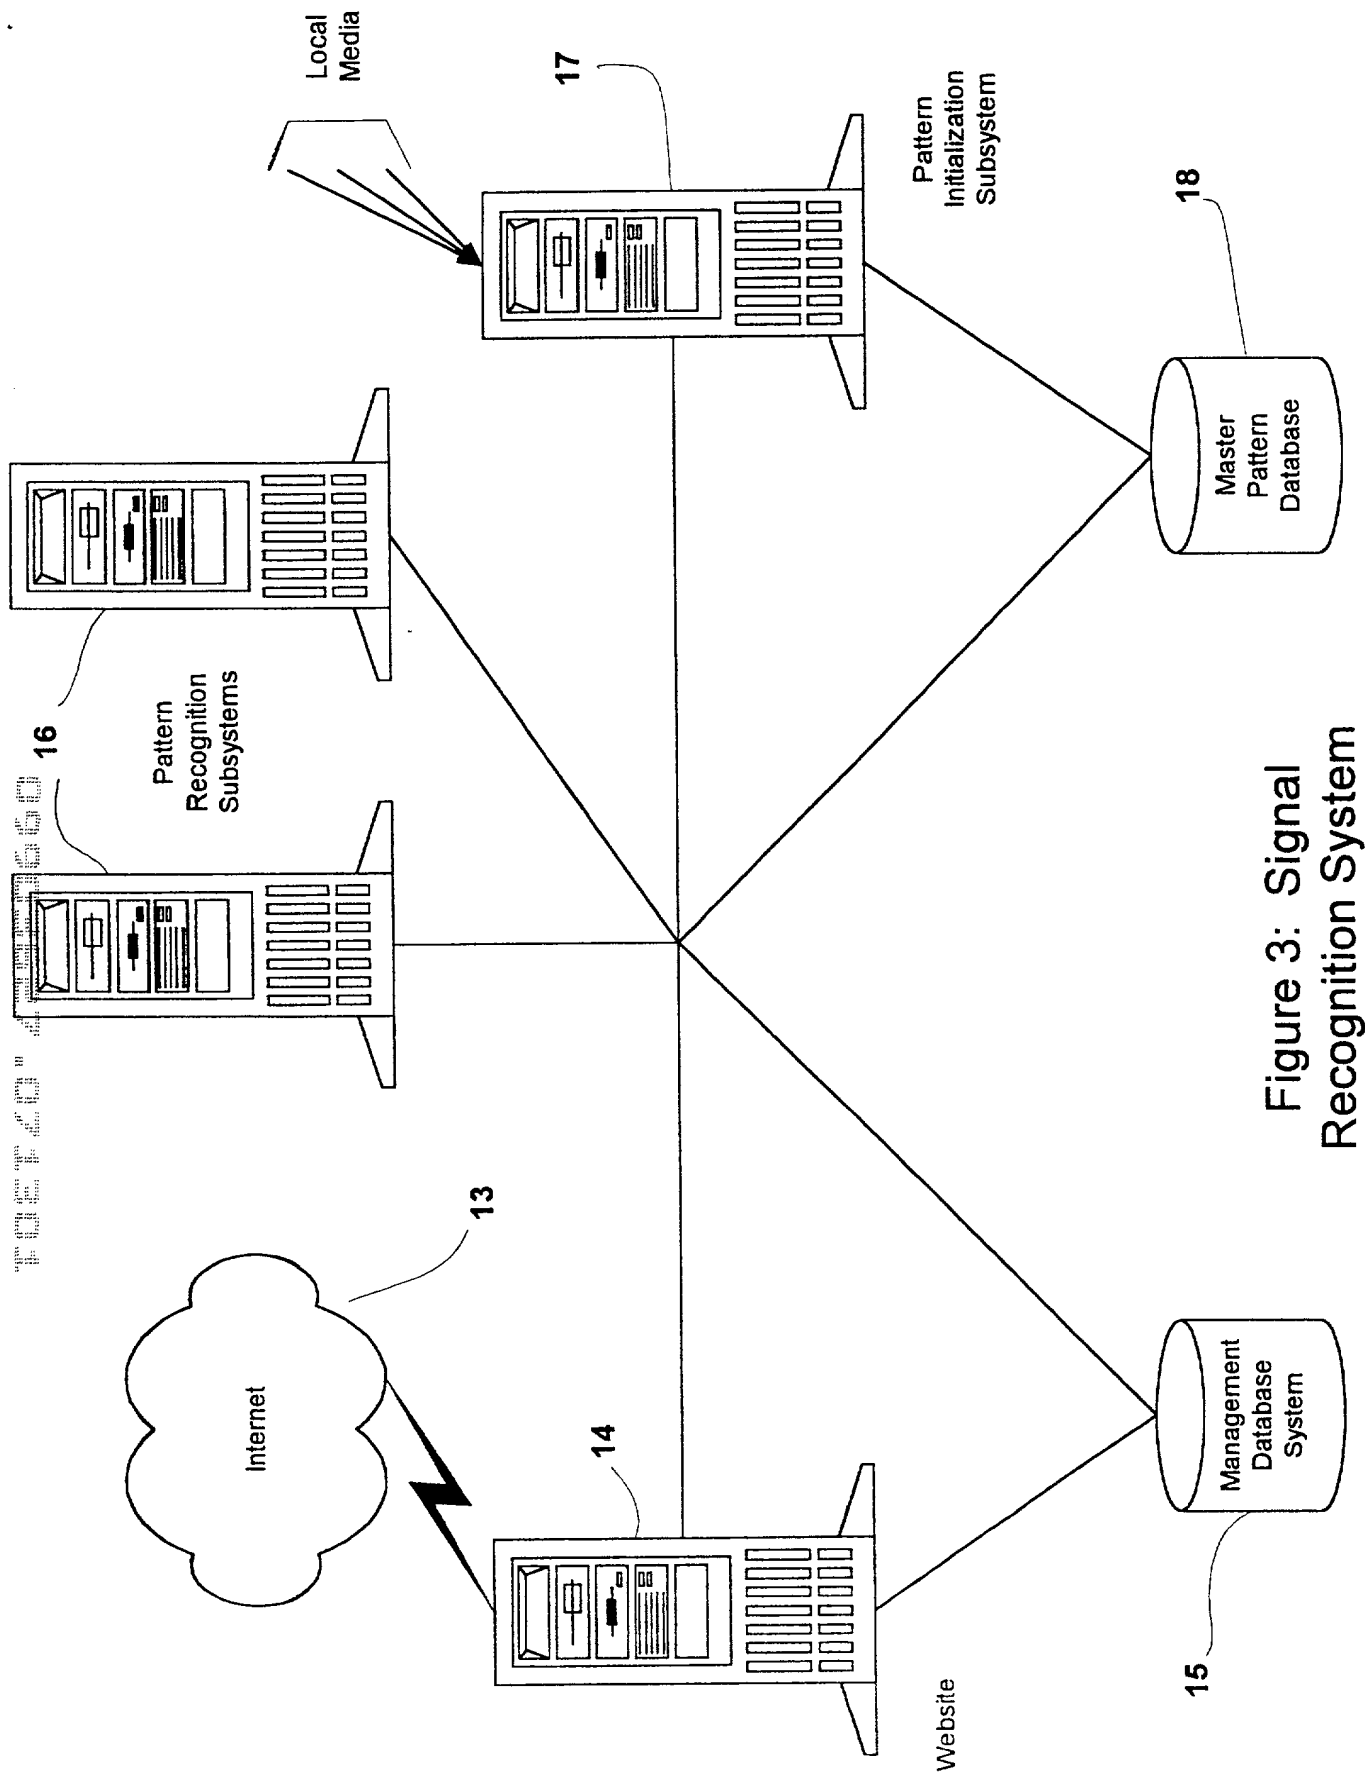 Local
Media
17
Pattern
Initialization
Subsystem
18
Master
Pattern
Database
16
Pattern
Recognition
Subsystems
13
Internet
14
Website
Management
Database
System
15
Figure 3: Signal
Recognition System